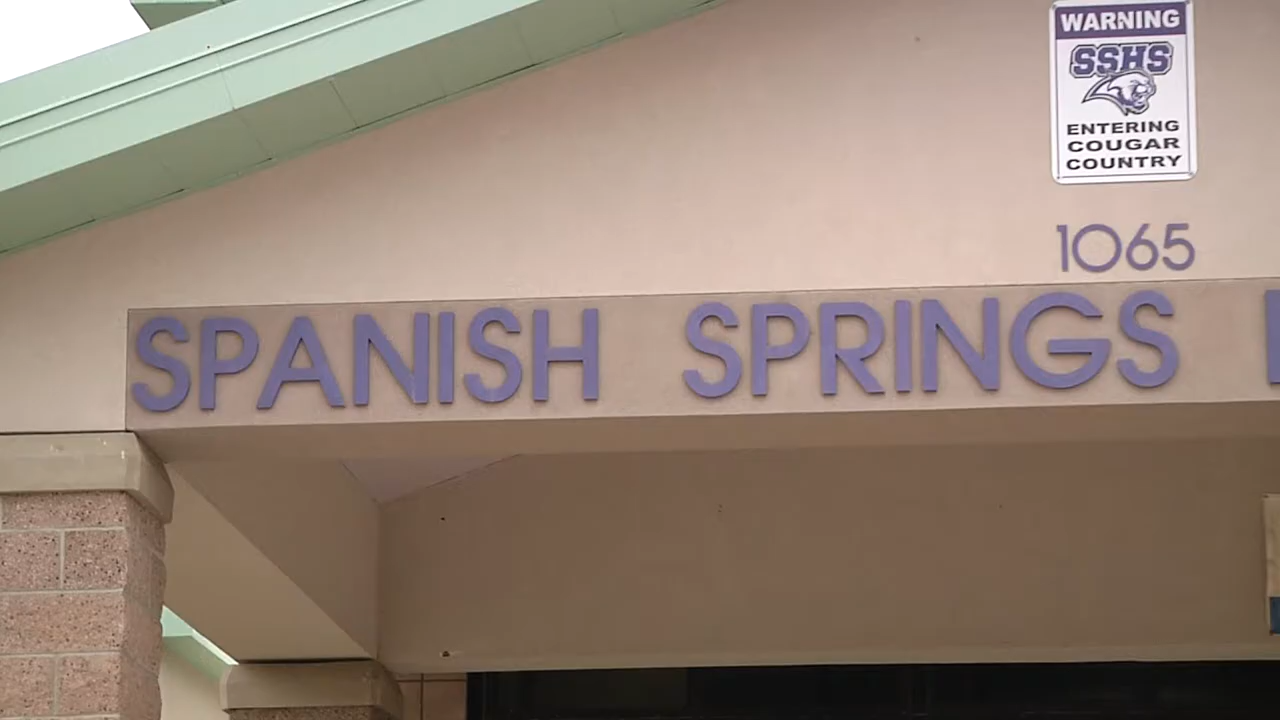 WARNING
SSHS
ENTERING
COUGAR
COUNTRY
1065
SPANISH SPRINGS